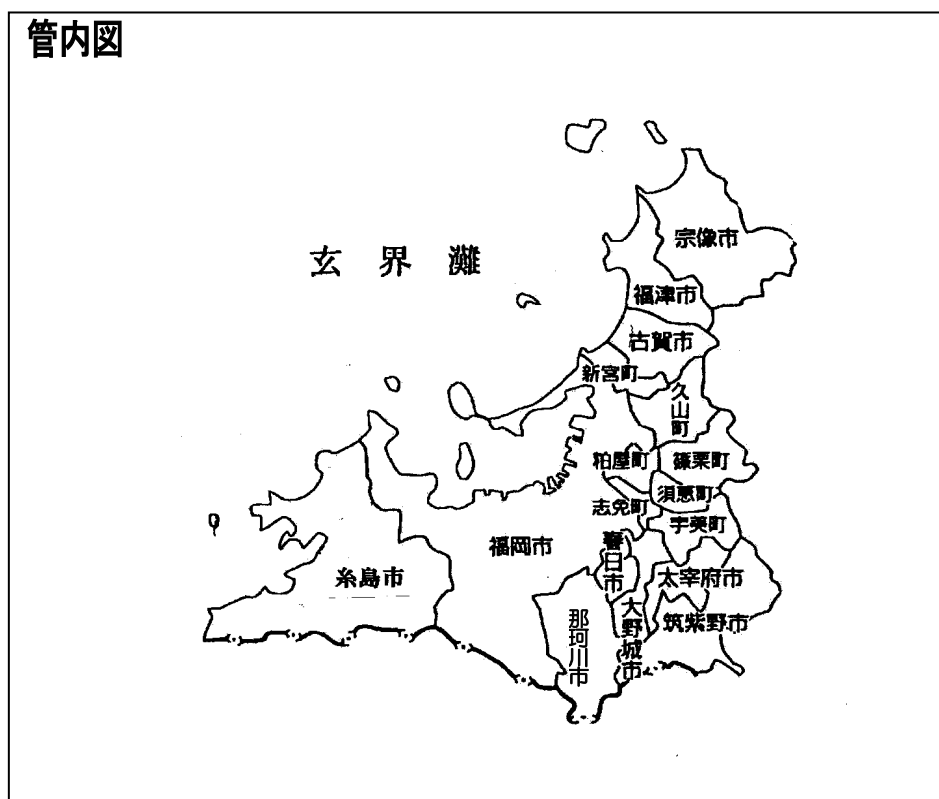 管内図
玄界灘
宗像市
福津市
古賀市
新宮町
久山町
粕屋町
篠栗町
須恵町
志免町
宇美町
福岡市
春日市
糸島市
太宰府市
大野城市
筑紫野市
那珂川市